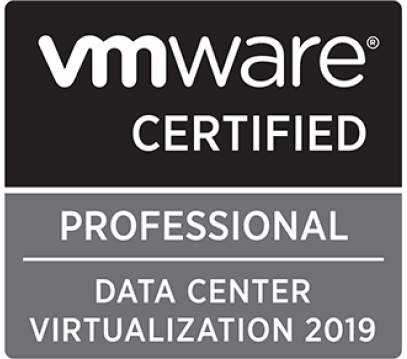 vmware®
CERTIFIED
PROFESSIONAL
DATA CENTER
VIRTUALIZATION 2019